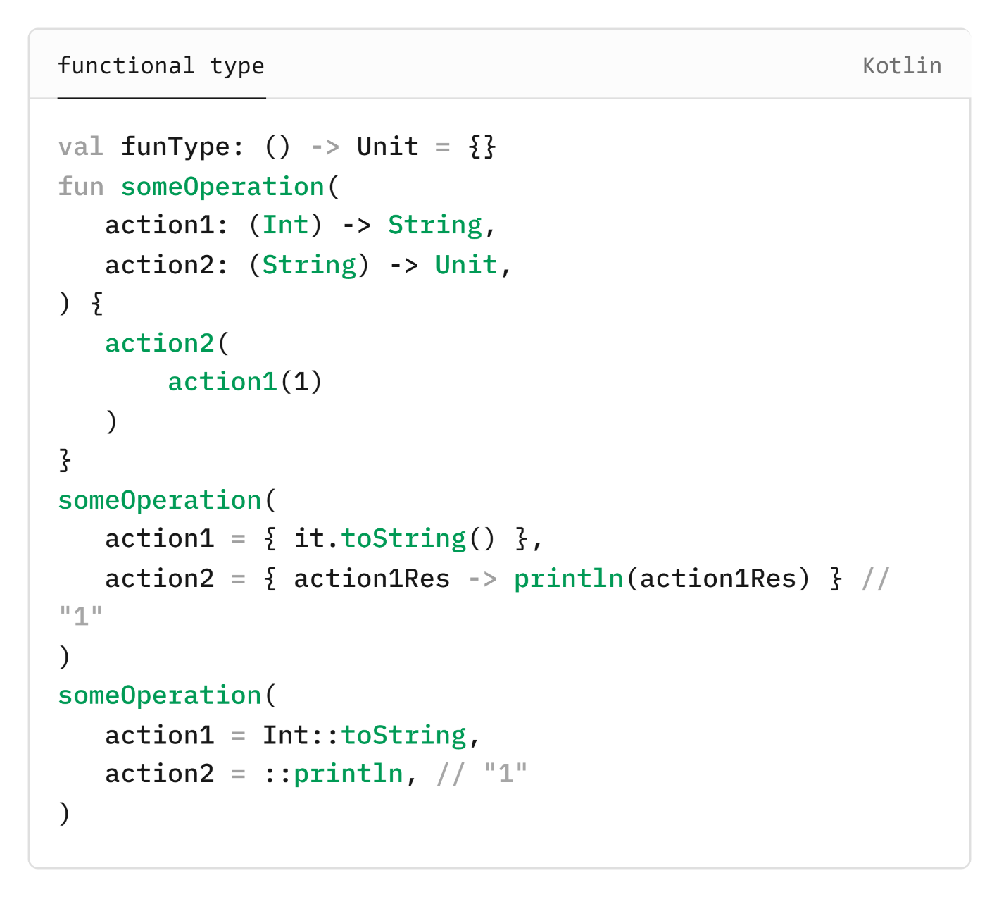 functional type
Kotlin
val funType: () -> Unit = {}
fun someOperation(
    action1: (Int) -> String,
    action2: (String) -> Unit,
) {
    action2(
        action1(1)
    )
}
someOperation(
    action1 = { it.toString() },
    action2 = { action1Res -> println(action1Res) } //
"1"
)
someOperation(
    action1 = Int::toString,
    action2 = ::println, // "1"
)